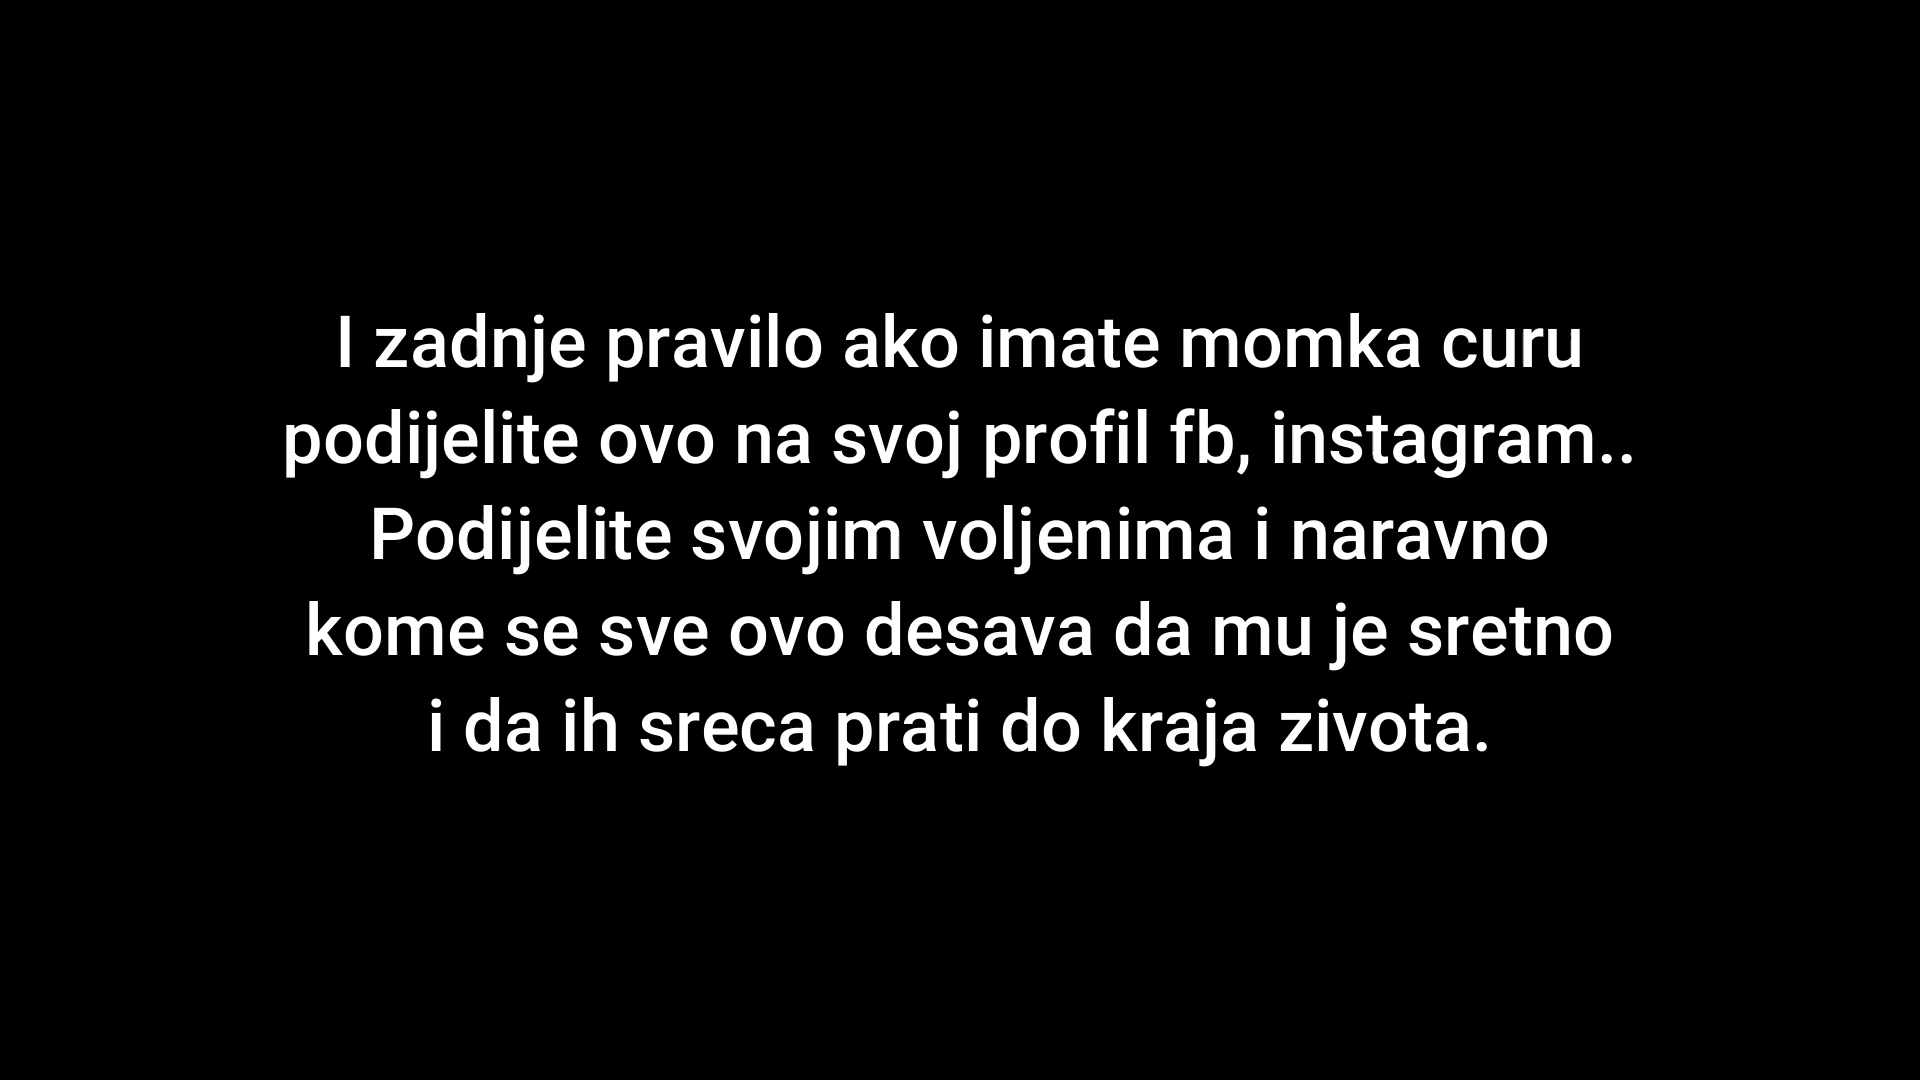 I zadnje pravilo ako imate momka curu
podijelite ovo na svoj profil fb, instagram..
Podijelite svojim voljenima i naravno
kome se sve ovo desava da mu je sretno
i da ih sreca prati do kraja zivota.